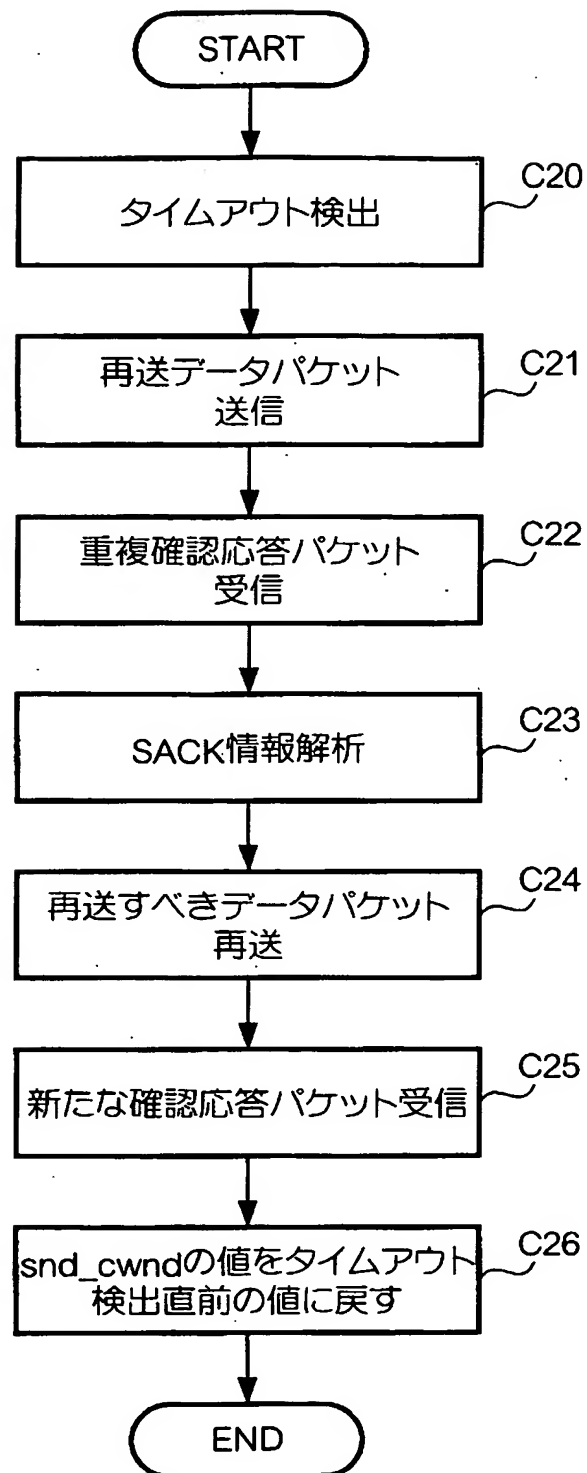 START
タイムアウト検出
C20
再送データパケット
送信
C21
重複確認応答パケット
受信
C22
SACK情報解析
C23
再送すべきデータパケット
再送
C24
新たな確認応答パケット受信
C25
snd_cwndの値をタイムアウト
検出直前の値に戻す
C26
END